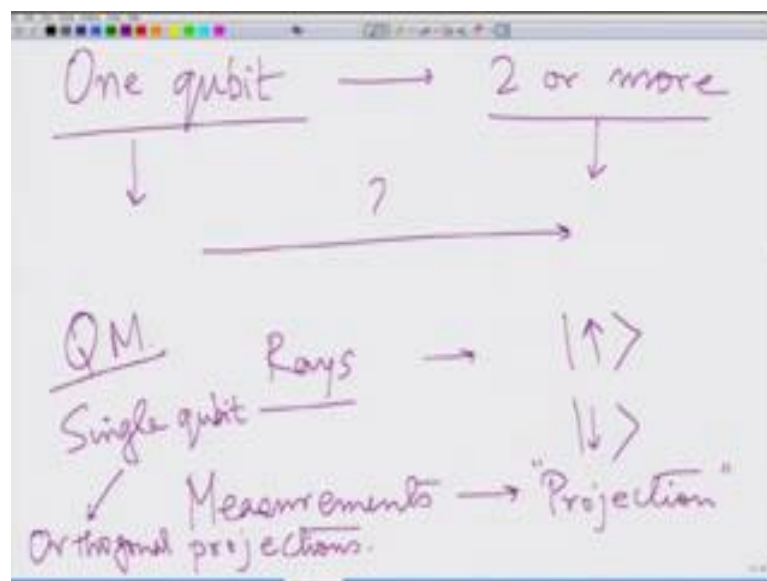 One qubit → 2 or more
?
QM. Rays → |↑⟩
Single qubit |↓⟩
Measurements → "Projection"
Orthogonal projections.